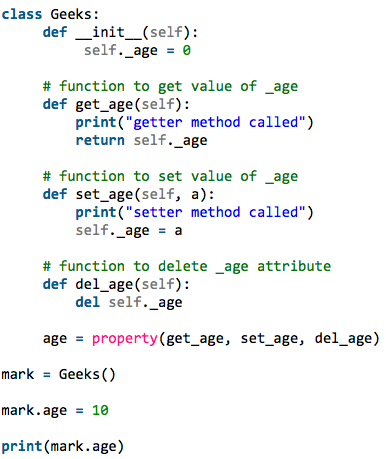 class Geeks:
     def __init__(self):
          self._age = 0

     # function to get value of _age
     def get_age(self):
         print("getter method called")
         return self._age

     # function to set value of _age
     def set_age(self, a):
         print("setter method called")
         self._age = a

     # function to delete _age attribute
     def del_age(self):
         del self._age

     age = property(get_age, set_age, del_age)

mark = Geeks()

mark.age = 10

print(mark.age)